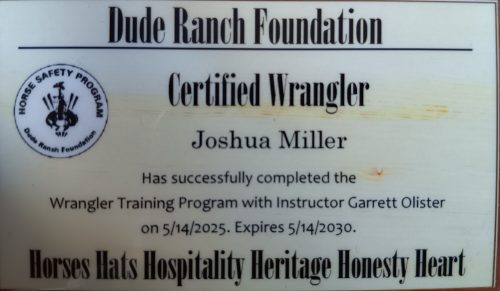 Dude Ranch Foundation
HORSE SAFETY PROGRAM
Dude Ranch Foundation
Certified Wrangler
Joshua Miller
Has successfully completed the
Wrangler Training Program with Instructor Garrett Olister
on 5/14/2025. Expires 5/14/2030.
Horses Hats Hospitality Heritage Honesty Heart